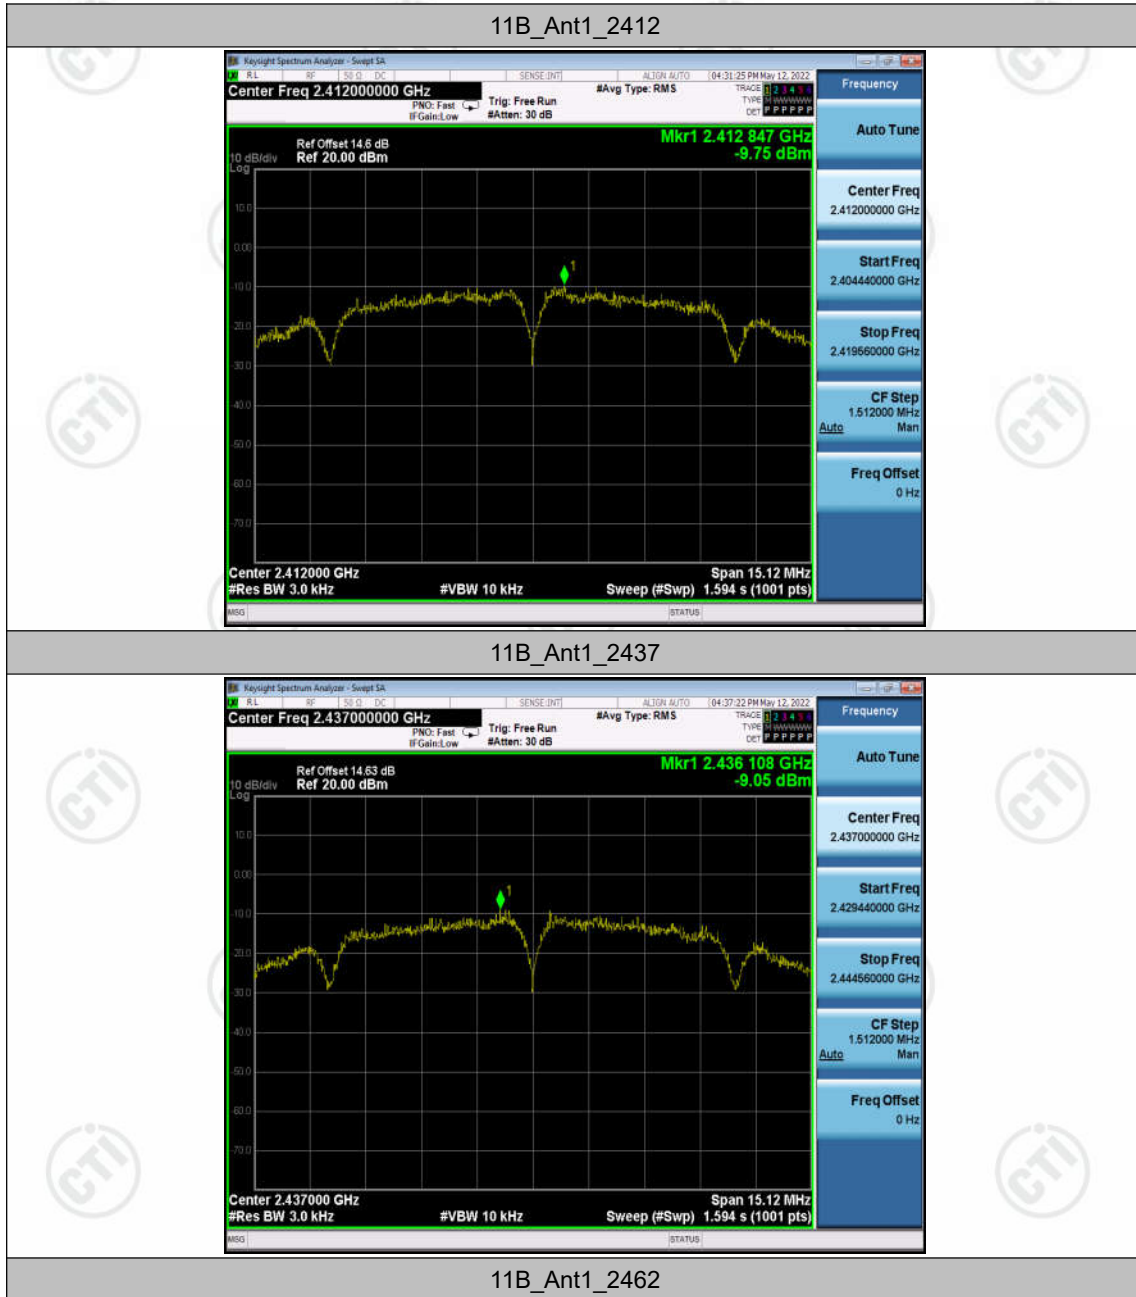 11B_Ant1_2412
Keysight Spectrum Analyzer - Swept SA
RL RF 50 Ω DC SENSE:INT ALIGN AUTO 04:31:25 PM May 12, 2022
Center Freq 2.412000000 GHz #Avg Type: RMS TRACE 1 2 3 4 5 6
PNO: Fast Trig: Free Run TYPE M WWWWW
IFGain:Low #Atten: 30 dB DET P P P P P P
Frequency
Auto Tune
Mkr1 2.412 847 GHz
Ref Offset 14.6 dB -9.75 dBm
10 dB/div Ref 20.00 dBm
Log
10.0
0.00
-10.0
-20.0
-30.0
-40.0
-50.0
-60.0
-70.0
1
Center Freq
2.412000000 GHz
Start Freq
2.404440000 GHz
Stop Freq
2.419560000 GHz
CF Step
1.512000 MHz
Auto Man
Freq Offset
0 Hz
Center 2.412000 GHz Span 15.12 MHz
#Res BW 3.0 kHz #VBW 10 kHz Sweep (#Swp) 1.594 s (1001 pts)
MSG STATUS
11B_Ant1_2437
Keysight Spectrum Analyzer - Swept SA
RL RF 50 Ω DC SENSE:INT ALIGN AUTO 04:37:22 PM May 12, 2022
Center Freq 2.437000000 GHz #Avg Type: RMS TRACE 1 2 3 4 5 6
PNO: Fast Trig: Free Run TYPE M WWWWW
IFGain:Low #Atten: 30 dB DET P P P P P P
Frequency
Auto Tune
Mkr1 2.436 108 GHz
Ref Offset 14.63 dB -9.05 dBm
10 dB/div Ref 20.00 dBm
Log
10.0
0.00
-10.0
-20.0
-30.0
-40.0
-50.0
-60.0
-70.0
1
Center Freq
2.437000000 GHz
Start Freq
2.429440000 GHz
Stop Freq
2.444560000 GHz
CF Step
1.512000 MHz
Auto Man
Freq Offset
0 Hz
Center 2.437000 GHz Span 15.12 MHz
#Res BW 3.0 kHz #VBW 10 kHz Sweep (#Swp) 1.594 s (1001 pts)
MSG STATUS
11B_Ant1_2462
CTI
CTI
CTI
CTI
CTI
CTI